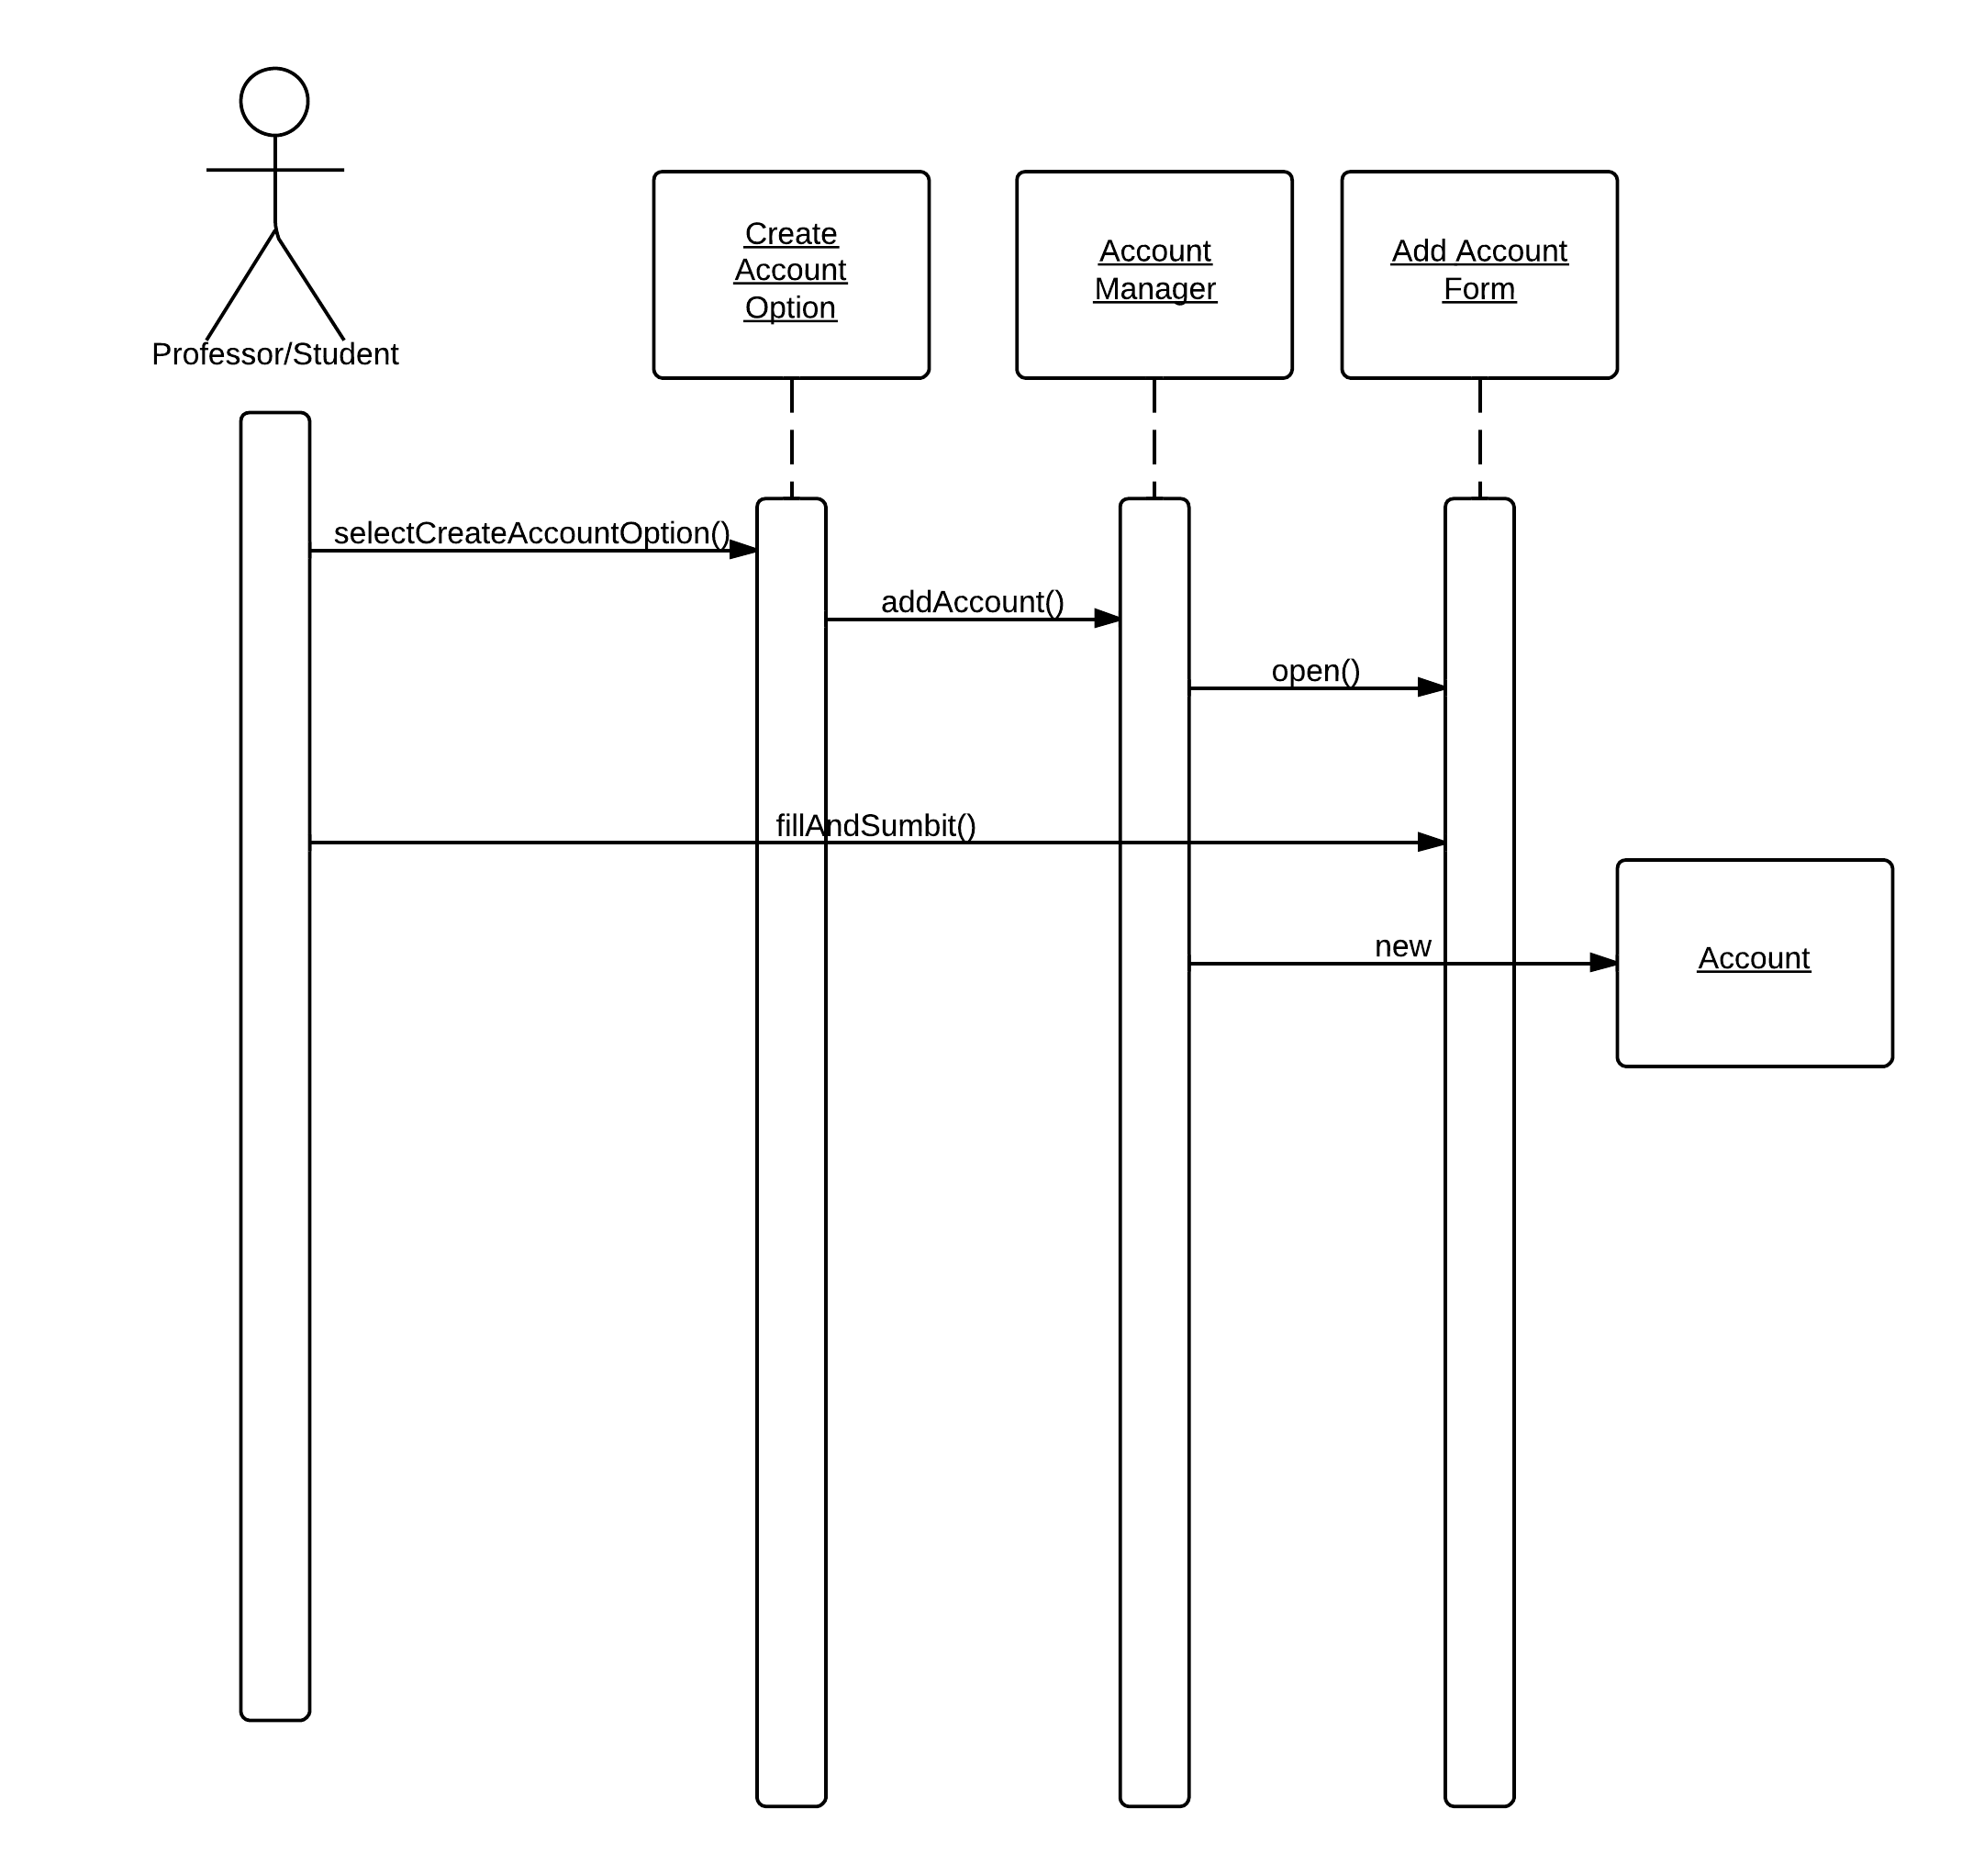 Create
Account
Option
Account
Manager
Add Account
Form
Professor/Student
selectCreateAccountOption()
addAccount()
open()
fillAndSumbit()
new
Account